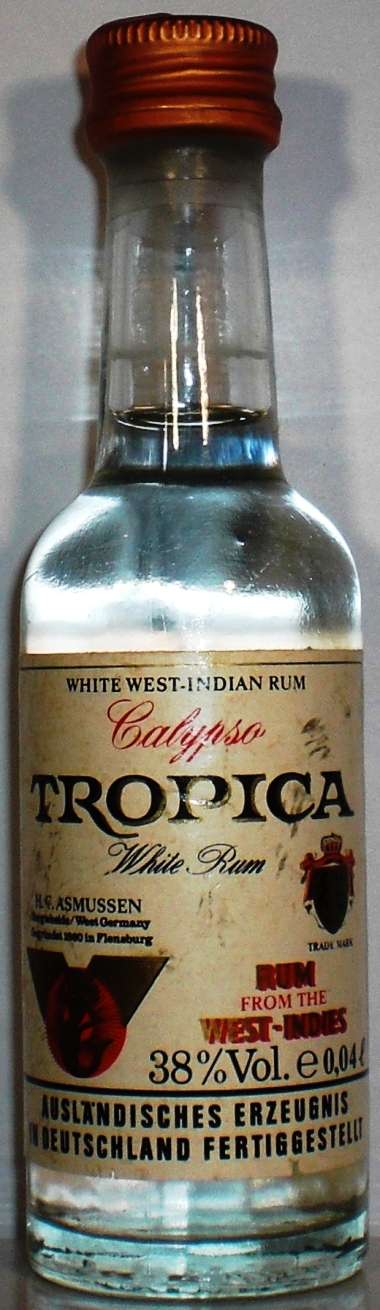 WHITE WEST-INDIAN RUM
Calypso
TROPICA
White Rum
H.C. ASMUSSEN
/West Germany
1860 in Flensburg
TRADE MARK
RUM
FROM THE
WEST-INDIES
38%Vol. e 0,04 ℓ
AUSLÄNDISCHES ERZEUGNIS
IN DEUTSCHLAND FERTIGGESTELLT